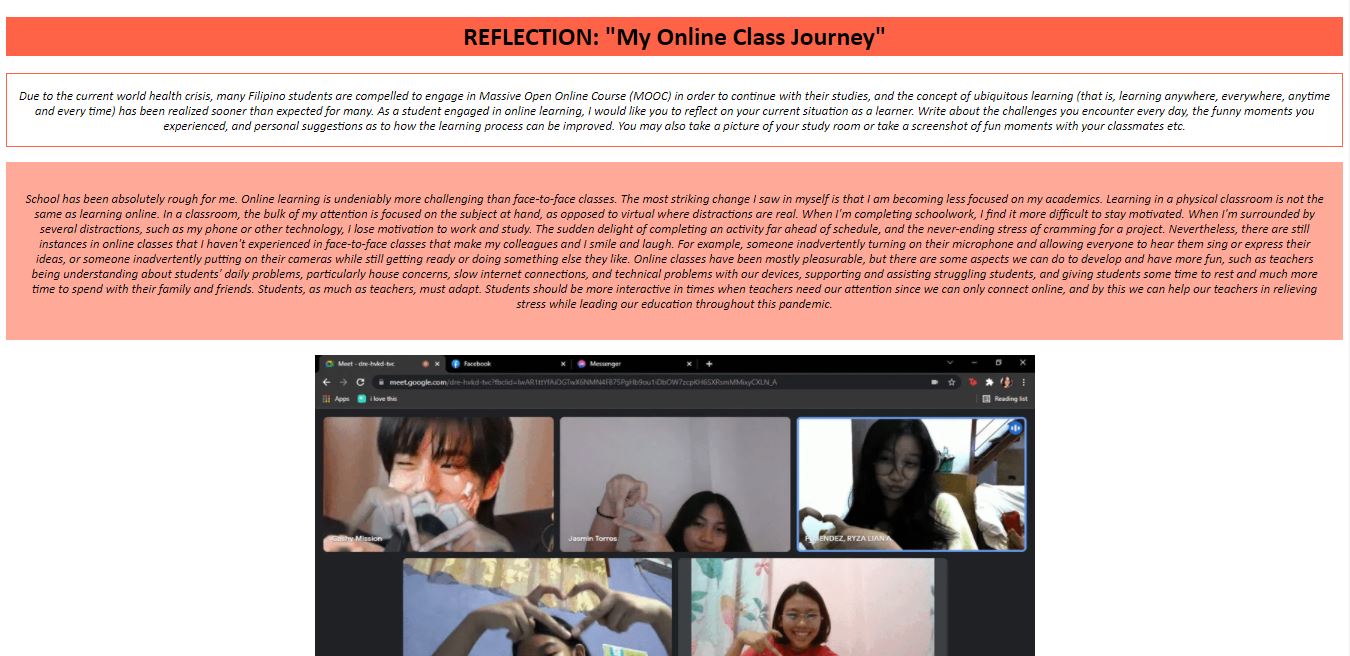 REFLECTION: "My Online Class Journey"
Due to the current world health crisis, many Filipino students are compelled to engage in Massive Open Online Course (MOOC) in order to continue with their studies, and the concept of ubiquitous learning (that is, learning anywhere, everywhere, anytime
and every time) has been realized sooner than expected for many. As a student engaged in online learning, I would like you to reflect on your current situation as a learner. Write about the challenges you encounter every day, the funny moments you
experienced, and personal suggestions as to how the learning process can be improved. You may also take a picture of your study room or take a screenshot of fun moments with your classmates etc.
School has been absolutely rough for me. Online learning is undeniably more challenging than face-to-face classes. The most striking change I saw in myself is that I am becoming less focused on my academics. Learning in a physical classroom is not the
same as learning online. In a classroom, the bulk of my attention is focused on the subject at hand, as opposed to virtual where distractions are real. When I'm completing schoolwork, I find it more difficult to stay motivated. When I'm surrounded by
several distractions, such as my phone or other technology, I lose motivation to work and study. The sudden delight of completing an activity far ahead of schedule, and the never-ending stress of cramming for a project. Nevertheless, there are still
instances in online classes that I haven't experienced in face-to-face classes that make my colleagues and I smile and laugh. For example, someone inadvertently turning on their microphone and allowing everyone to hear them sing or express their
ideas, or someone inadvertently putting on their cameras while still getting ready or doing something else they like. Online classes have been mostly pleasurable, but there are some aspects we can do to develop and have more fun, such as teachers
being understanding about students' daily problems, particularly house concerns, slow internet connections, and technical problems with our devices, supporting and assisting struggling students, and giving students some time to rest and much more
time to spend with their family and friends. Students, as much as teachers, must adapt. Students should be more interactive in times when teachers need our attention since we can only connect online, and by this we can help our teachers in relieving
stress while leading our education throughout this pandemic.
Meet - dre-hvkd-tvc Facebook Messenger
meet.google.com/dre-hvkd-tvc
Apps i love this Reading list
Mission Jasmin Torres RYZA LIAN A.